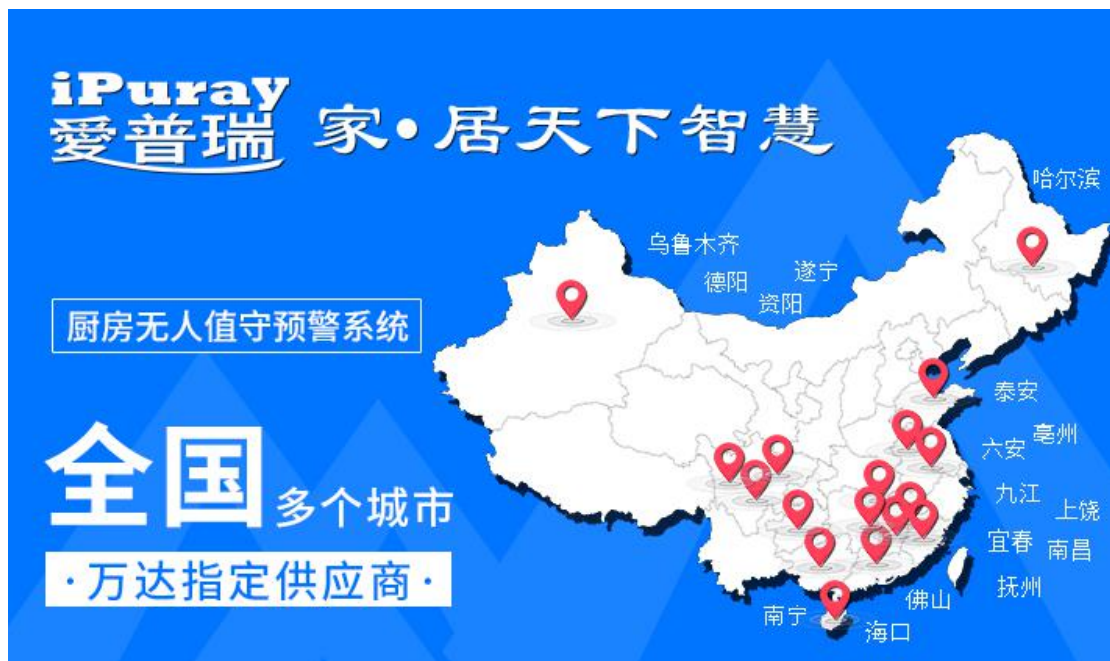 iPuray
愛普瑞
家•居天下智慧
哈尔滨
乌鲁木齐
德阳
遂宁
资阳
厨房无人值守预警系统
泰安
亳州
六安
全国多个城市
九江
上饶
宜春
南昌
·万达指定供应商·
抚州
佛山
南宁
海口